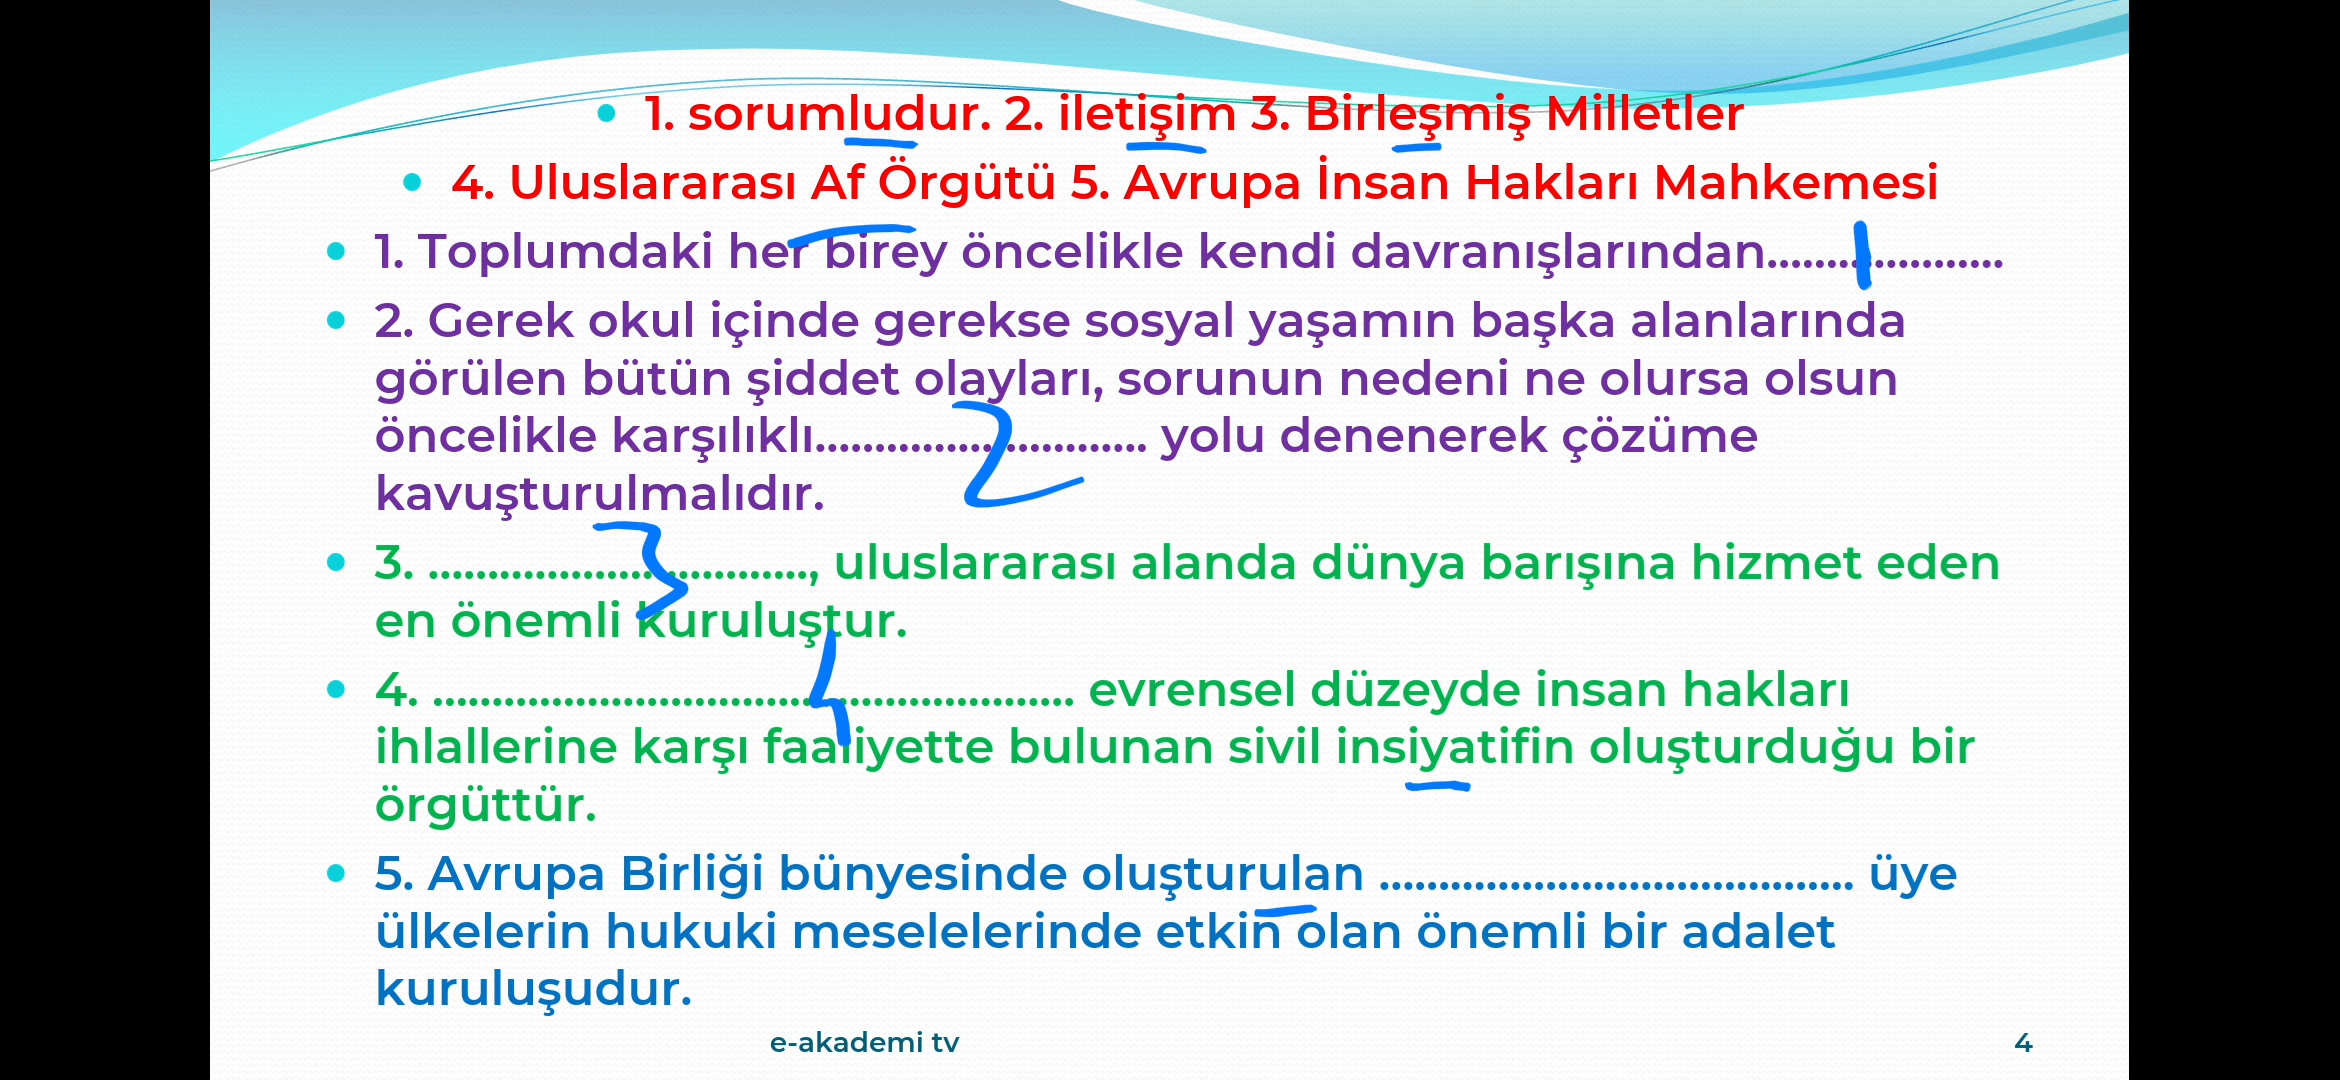 1. sorumludur. 2. iletişim 3. Birleşmiş Milletler
4. Uluslararası Af Örgütü 5. Avrupa İnsan Hakları Mahkemesi
1. Toplumdaki her birey öncelikle kendi davranışlarından.................... 1
2. Gerek okul içinde gerekse sosyal yaşamın başka alanlarında
görülen bütün şiddet olayları, sorunun nedeni ne olursa olsun
öncelikle karşılıklı............................ yolu denenerek çözüme
2
kavuşturulmalıdır.
3. ................................, uluslararası alanda dünya barışına hizmet eden
3
en önemli kuruluştur.
4. ...................................................... evrensel düzeyde insan hakları
4
ihlallerine karşı faaliyette bulunan sivil insiyatifin oluşturduğu bir
örgüttür.
5. Avrupa Birliği bünyesinde oluşturulan ........................................ üye
ülkelerin hukuki meselelerinde etkin olan önemli bir adalet
kuruluşudur.
e-akademi tv 4